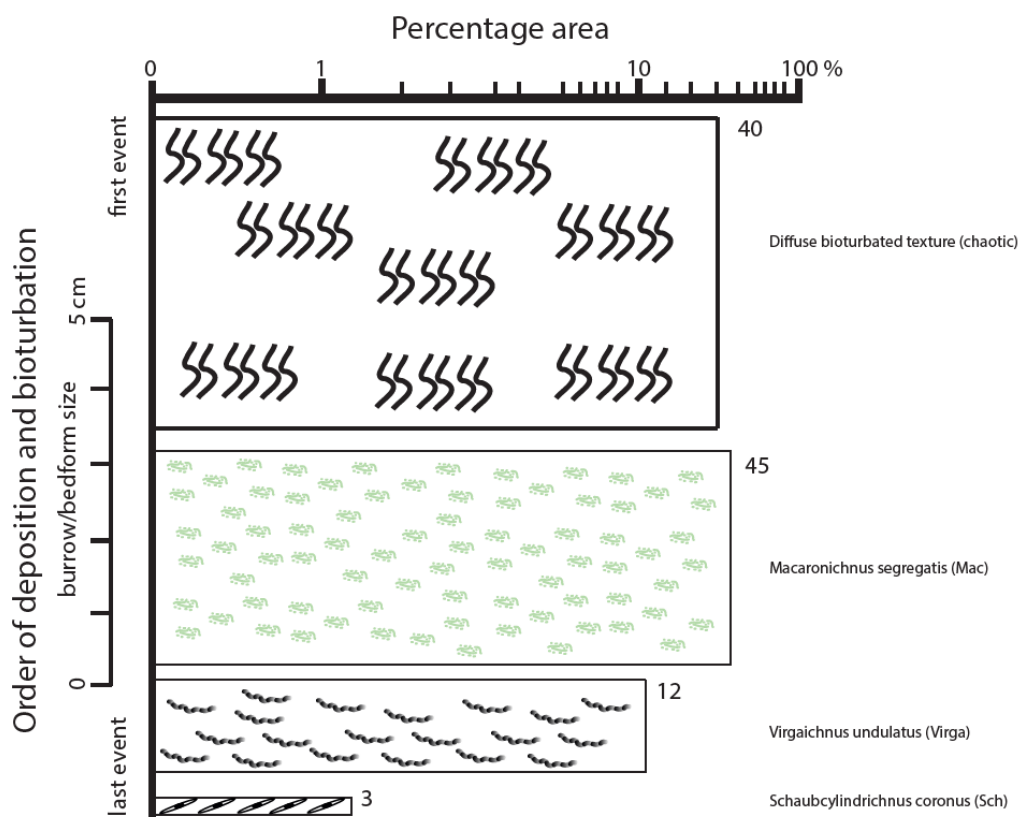 Percentage area
0 1 10 100 %
Order of deposition and bioturbation
first event
40
Diffuse bioturbated texture (chaotic)
5 cm
burrow/bedform size
0
45
Macaronichnus segregatis (Mac)
last event
12
Virgaichnus undulatus (Virga)
3
Schaubcylindrichnus coronus (Sch)